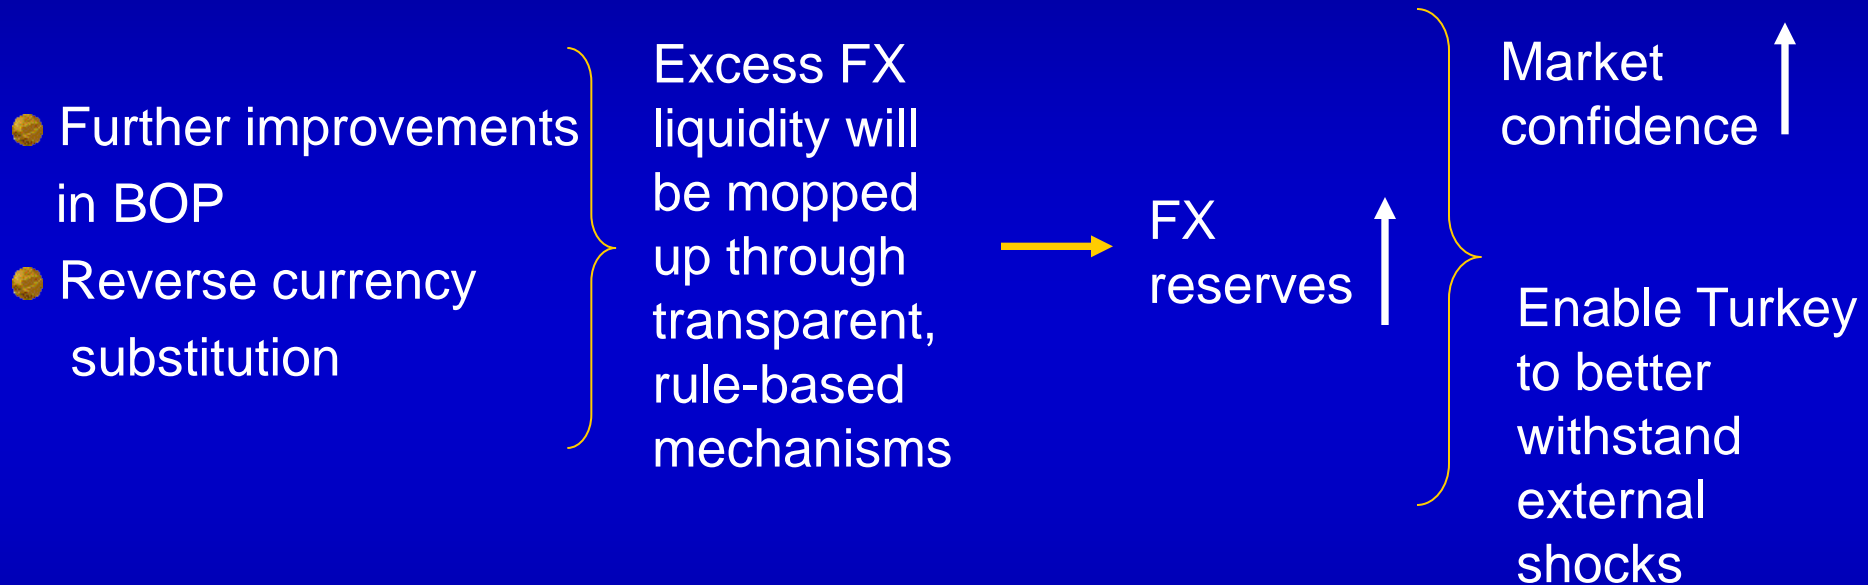 Further improvements
in BOP
Reverse currency
substitution
Excess FX
liquidity will
be mopped
up through
transparent,
rule-based
mechanisms
FX
reserves
Market
confidence
Enable Turkey
to better
withstand
external
shocks